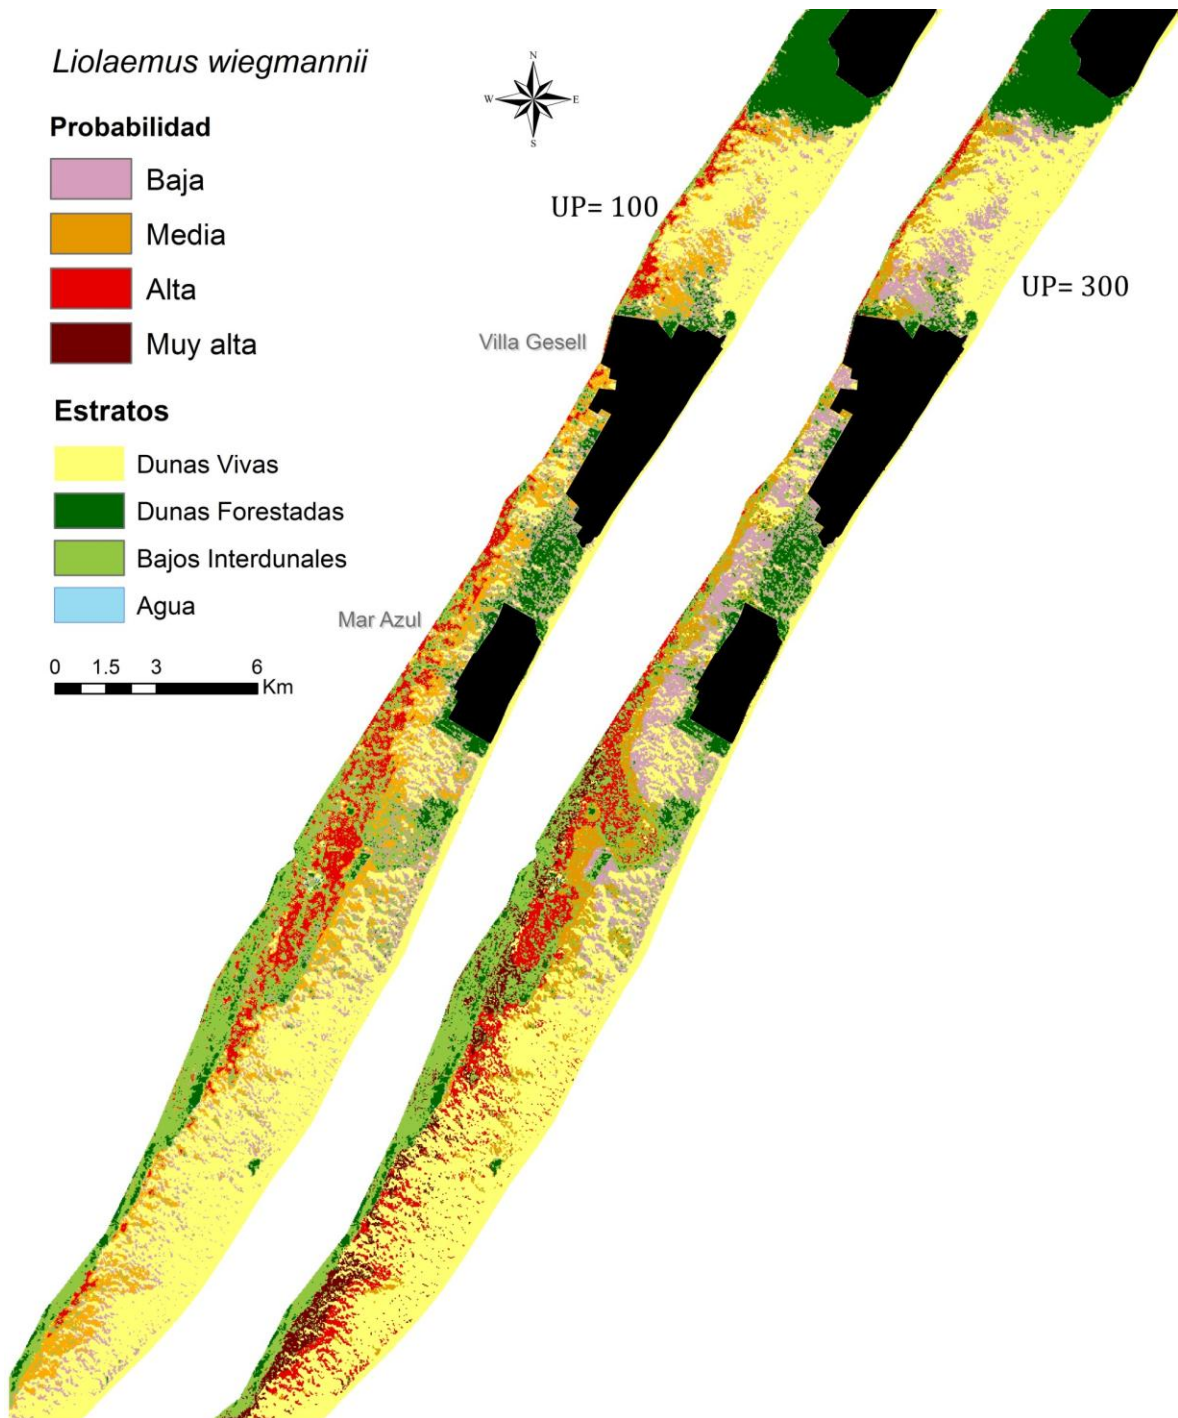 Liolaemus wiegmannii
Probabilidad
Baja
Media
Alta
Muy alta
Estratos
Dunas Vivas
Dunas Forestadas
Bajos Interdunales
Agua
0 1.5 3 6
Km
N
W E
S
UP= 100
UP= 300
Villa Gesell
Mar Azul